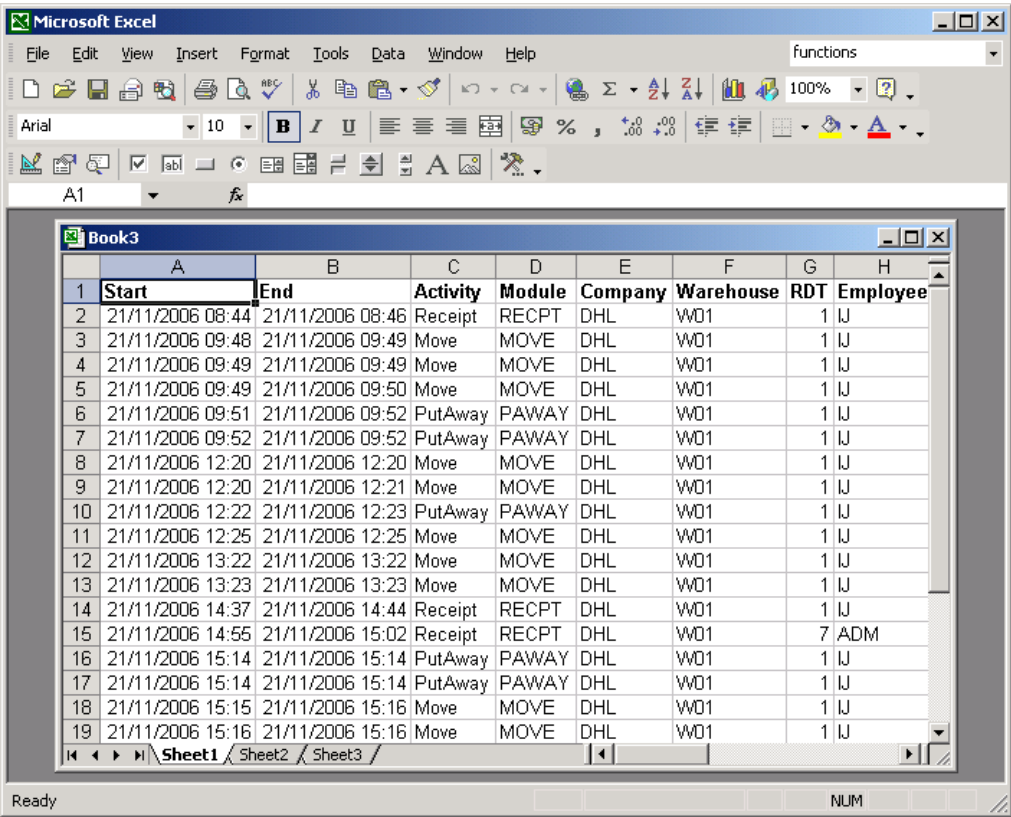 Microsoft Excel
File Edit View Insert Format Tools Data Window Help functions
ABC 100%
Arial 10 B I U % ,
ab| A
A1 fx
Book3
A B C D E F G H
1 Start End Activity Module Company Warehouse RDT Employee
2 21/11/2006 08:44 21/11/2006 08:46 Receipt RECPT DHL W01 1 IJ
3 21/11/2006 09:48 21/11/2006 09:49 Move MOVE DHL W01 1 IJ
4 21/11/2006 09:49 21/11/2006 09:49 Move MOVE DHL W01 1 IJ
5 21/11/2006 09:49 21/11/2006 09:50 Move MOVE DHL W01 1 IJ
6 21/11/2006 09:51 21/11/2006 09:52 PutAway PAWAY DHL W01 1 IJ
7 21/11/2006 09:52 21/11/2006 09:52 PutAway PAWAY DHL W01 1 IJ
8 21/11/2006 12:20 21/11/2006 12:20 Move MOVE DHL W01 1 IJ
9 21/11/2006 12:20 21/11/2006 12:21 Move MOVE DHL W01 1 IJ
10 21/11/2006 12:22 21/11/2006 12:23 PutAway PAWAY DHL W01 1 IJ
11 21/11/2006 12:25 21/11/2006 12:25 Move MOVE DHL W01 1 IJ
12 21/11/2006 13:22 21/11/2006 13:22 Move MOVE DHL W01 1 IJ
13 21/11/2006 13:23 21/11/2006 13:23 Move MOVE DHL W01 1 IJ
14 21/11/2006 14:37 21/11/2006 14:44 Receipt RECPT DHL W01 1 IJ
15 21/11/2006 14:55 21/11/2006 15:02 Receipt RECPT DHL W01 7 ADM
16 21/11/2006 15:14 21/11/2006 15:14 PutAway PAWAY DHL W01 1 IJ
17 21/11/2006 15:14 21/11/2006 15:14 PutAway PAWAY DHL W01 1 IJ
18 21/11/2006 15:15 21/11/2006 15:16 Move MOVE DHL W01 1 IJ
19 21/11/2006 15:16 21/11/2006 15:16 Move MOVE DHL W01 1 IJ
Sheet1 Sheet2 Sheet3
Ready NUM